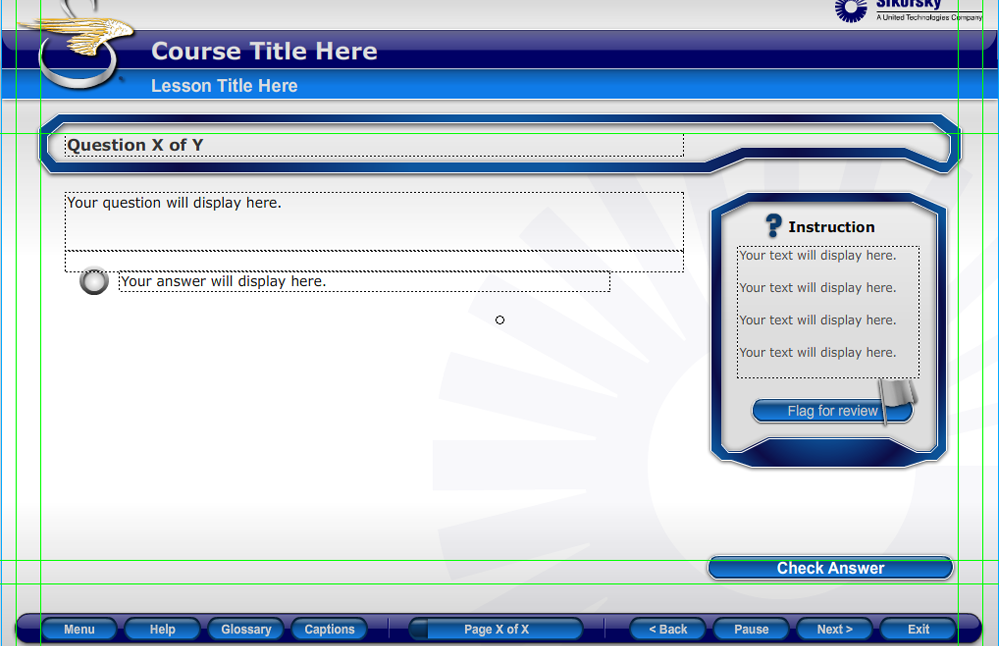 Sikorsky
A United Technologies Company
Course Title Here
Lesson Title Here
Question X of Y
Your question will display here.
Your answer will display here.
? Instruction
Your text will display here.
Your text will display here.
Your text will display here.
Your text will display here.
Flag for review
Check Answer
Menu
Help
Glossary
Captions
Page X of X
< Back
Pause
Next >
Exit